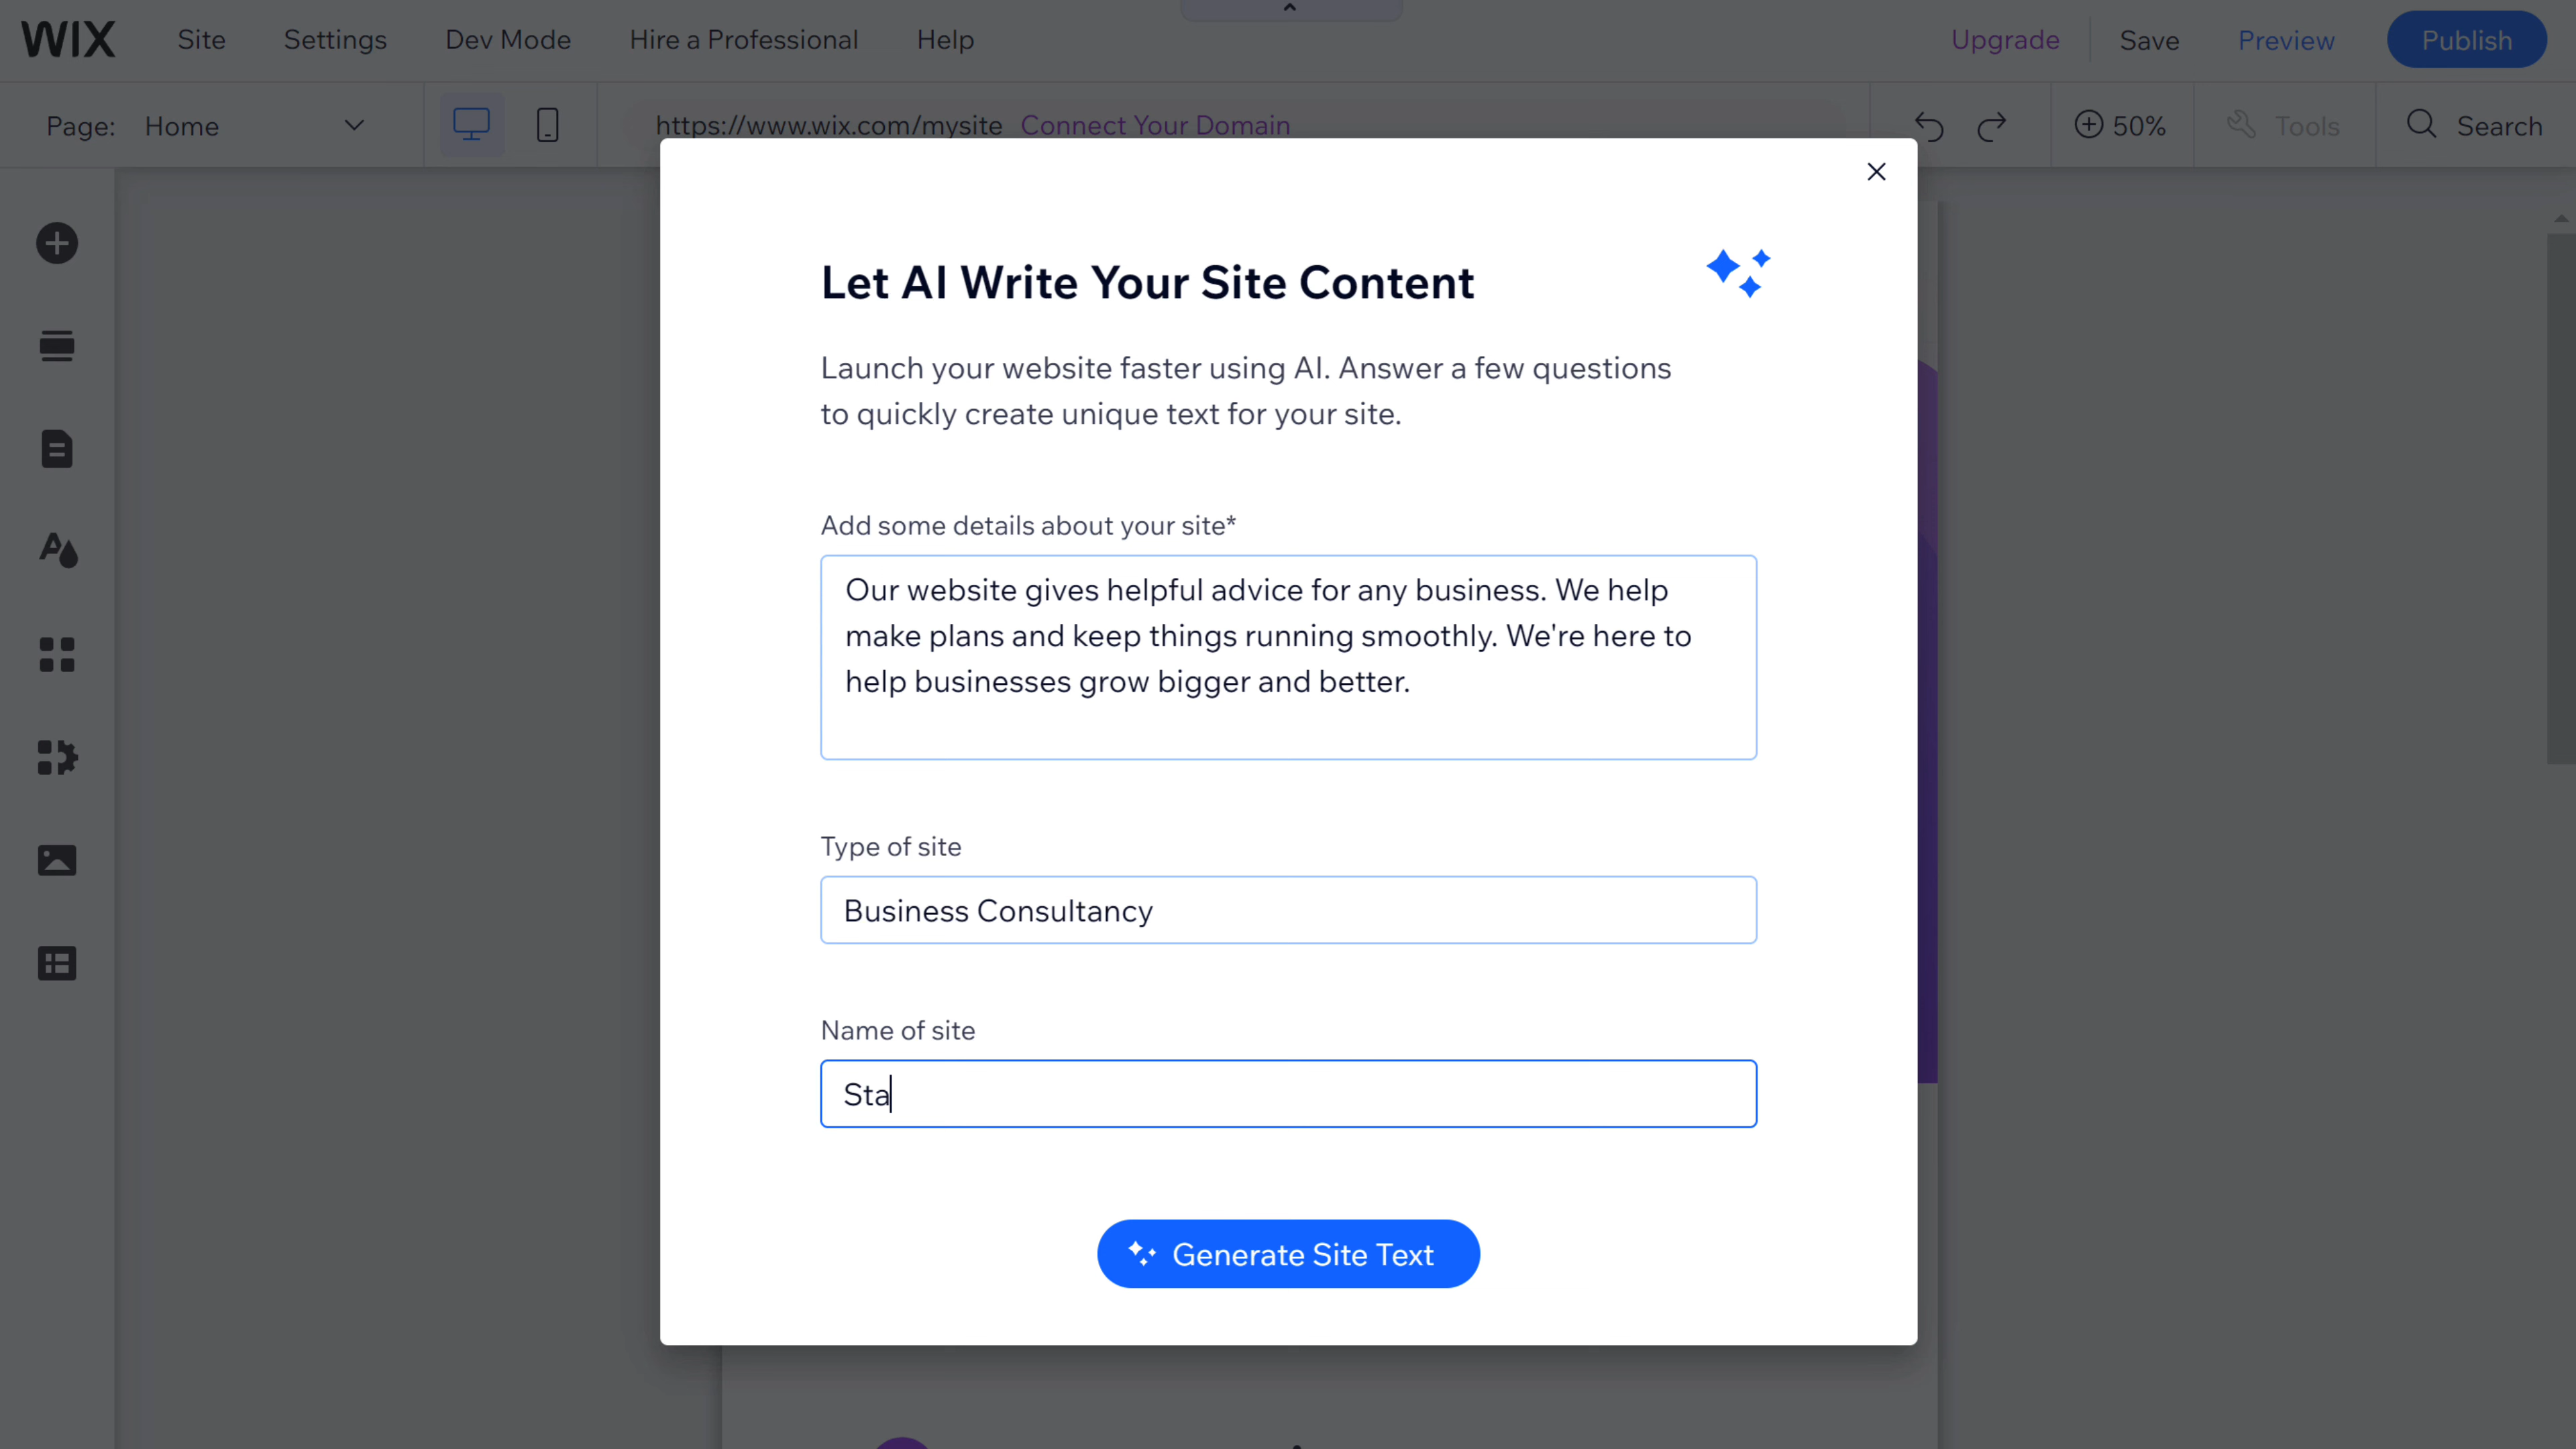 WIX Site Settings Dev Mode Hire a Professional Help Upgrade Save Preview Publish
Page: Home https://www.wix.com/mysite Connect Your Domain 50% Tools Search
Let AI Write Your Site Content
Launch your website faster using AI. Answer a few questions
to quickly create unique text for your site.
Add some details about your site*
Our website gives helpful advice for any business. We help
make plans and keep things running smoothly. We're here to
help businesses grow bigger and better.
Type of site
Business Consultancy
Name of site
Sta
Generate Site Text